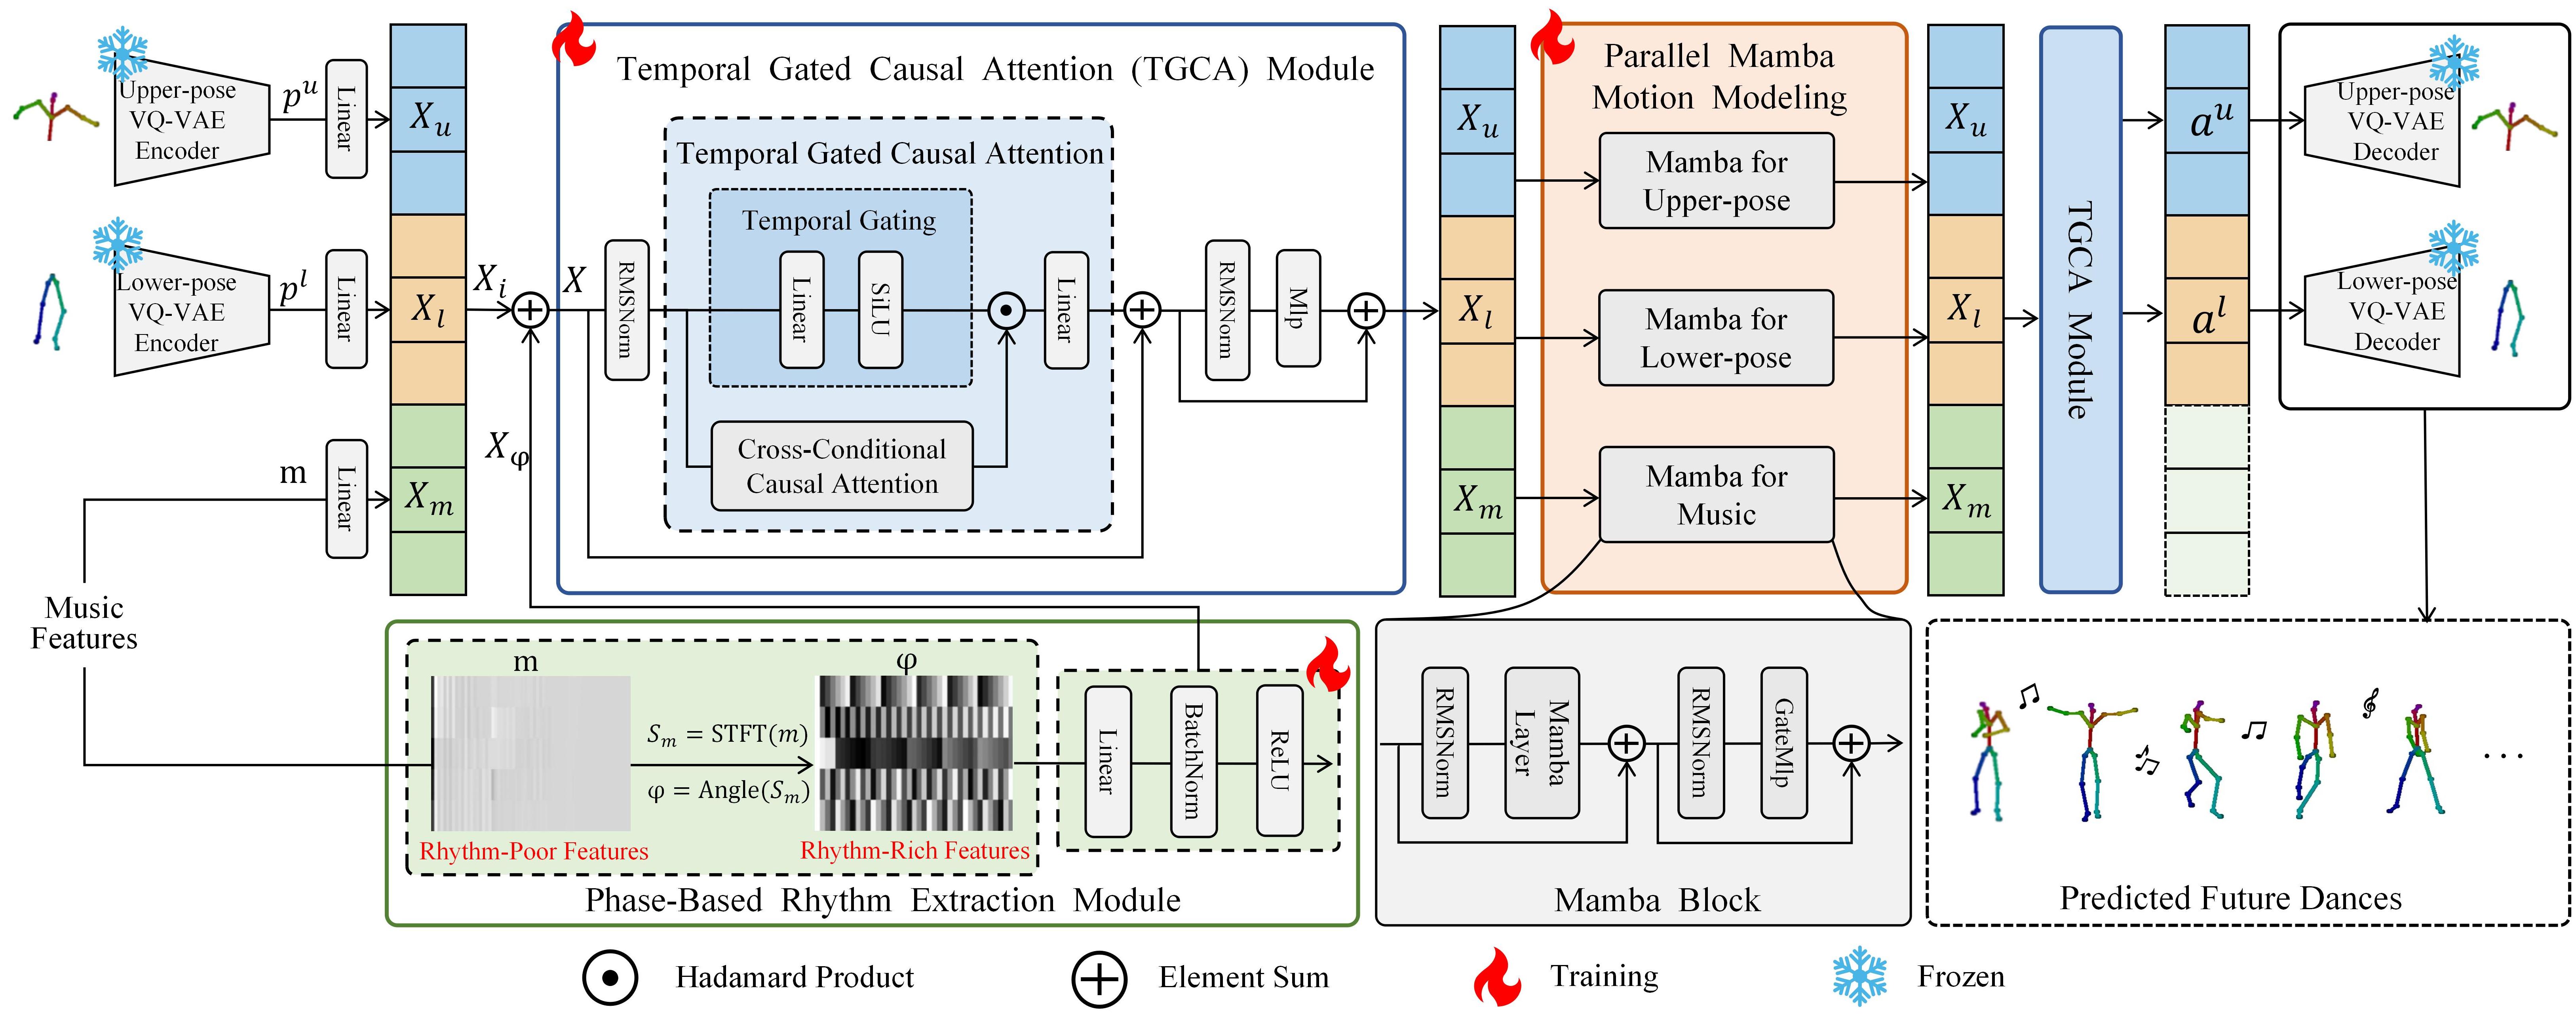 Upper-pose
VQ-VAE
Encoder
p^u
Linear
X_u
Lower-pose
VQ-VAE
Encoder
p^l
Linear
X_l
m
Linear
X_m
Music
Features
X_i
X_φ
X
Temporal Gated Causal Attention (TGCA) Module
RMSNorm
Temporal Gated Causal Attention
Temporal Gating
Linear
SiLU
Cross-Conditional
Causal Attention
Linear
RMSNorm
Mlp
X_u
X_l
X_m
Parallel Mamba
Motion Modeling
Mamba for
Upper-pose
Mamba for
Lower-pose
Mamba for
Music
X_u
X_l
X_m
TGCA Module
a^u
a^l
Upper-pose
VQ-VAE
Decoder
Lower-pose
VQ-VAE
Decoder
m
Rhythm-Poor Features
S_m = STFT(m)
φ = Angle(S_m)
φ
Rhythm-Rich Features
Linear
BatchNorm
ReLU
Phase-Based Rhythm Extraction Module
RMSNorm
Mamba
Layer
RMSNorm
GateMlp
Mamba Block
...
Predicted Future Dances
Hadamard Product
Element Sum
Training
Frozen